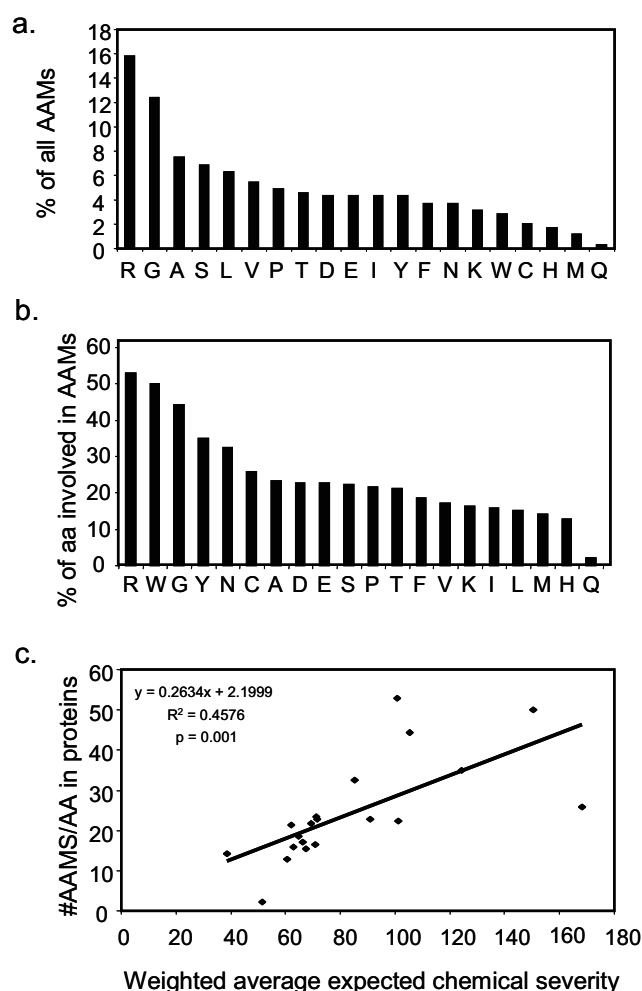 a.
% of all AAMs
18
16
14
12
10
8
6
4
2
0
R G A S L V P T D E I Y F N K W C H M Q
b.
% of aa involved in AAMs
60
50
40
30
20
10
0
R W G Y N C A D E S P T F V K I L M H Q
c.
#AAMS/AA in proteins
60
50
40
30
20
10
0
y = 0.2634x + 2.1999
R² = 0.4576
p = 0.001
0 20 40 60 80 100 120 140 160 180
Weighted average expected chemical severity